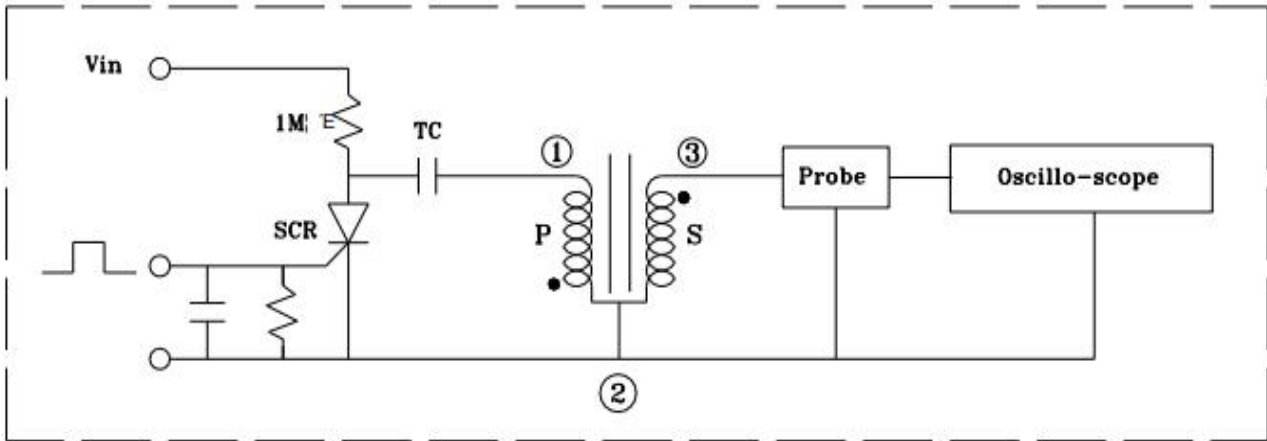 Vin
1M¦ E
TC
① ③
Probe
Oscillo-scope
SCR
P
S
②